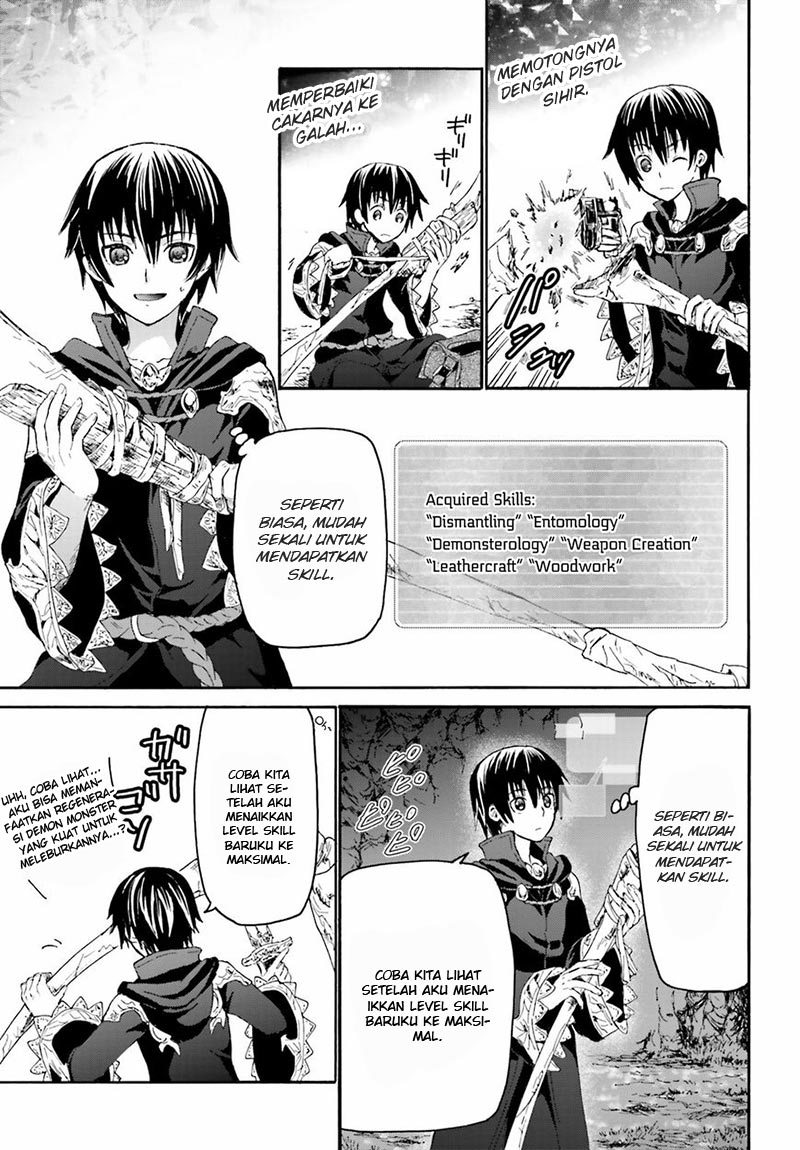 MEMOTONGNYA
DENGAN PISTOL
SIHIR.
パパ
シュッ
MEMPERBAIKI
CAKARNYA KE
GALAH...
ギギギ
SEPERTI
BIASA, MUDAH
SEKALI UNTUK
MENDAPATKAN
SKILL.
Acquired Skills:
"Dismantling" "Entomology"
"Demonsterology" "Weapon Creation"
"Leathercraft" "Woodwork"
SEPERTI BI-
ASA, MUDAH
SEKALI UNTUK
MENDAPAT-
KAN SKILL.
ピピ
ピピ
COBA KITA
LIHAT SETELAH
AKU MENA-
IKKAN LEVEL SKILL
BARUKU KE MAKSI-
MAL.
COBA KITA
LIHAT SE-
TELAH AKU
MENAIKKAN
LEVEL SKILL
BARUKU KE
MAKSIMAL.
ガサ
ゴソ
UHH, COBA LIHAT...
AKU BISA MEMAN-
FAATKAN REGENERA-
SI DEMON MONSTER
YANG KUAT UNTUK
MELEBURKANNYA...?